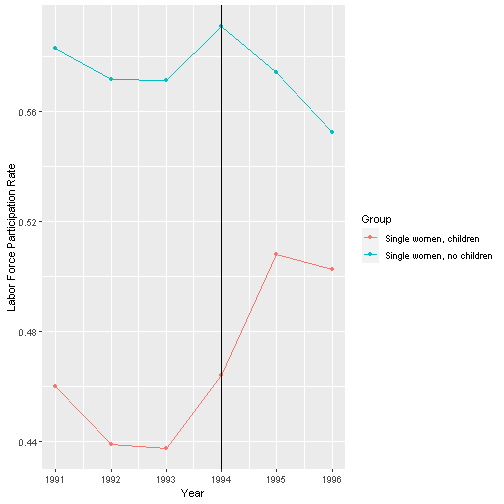 Labor Force Participation Rate
0.56
0.52
0.48
0.44
1991 1992 1993 1994 1995 1996
Year
Group
Single women, children
Single women, no children